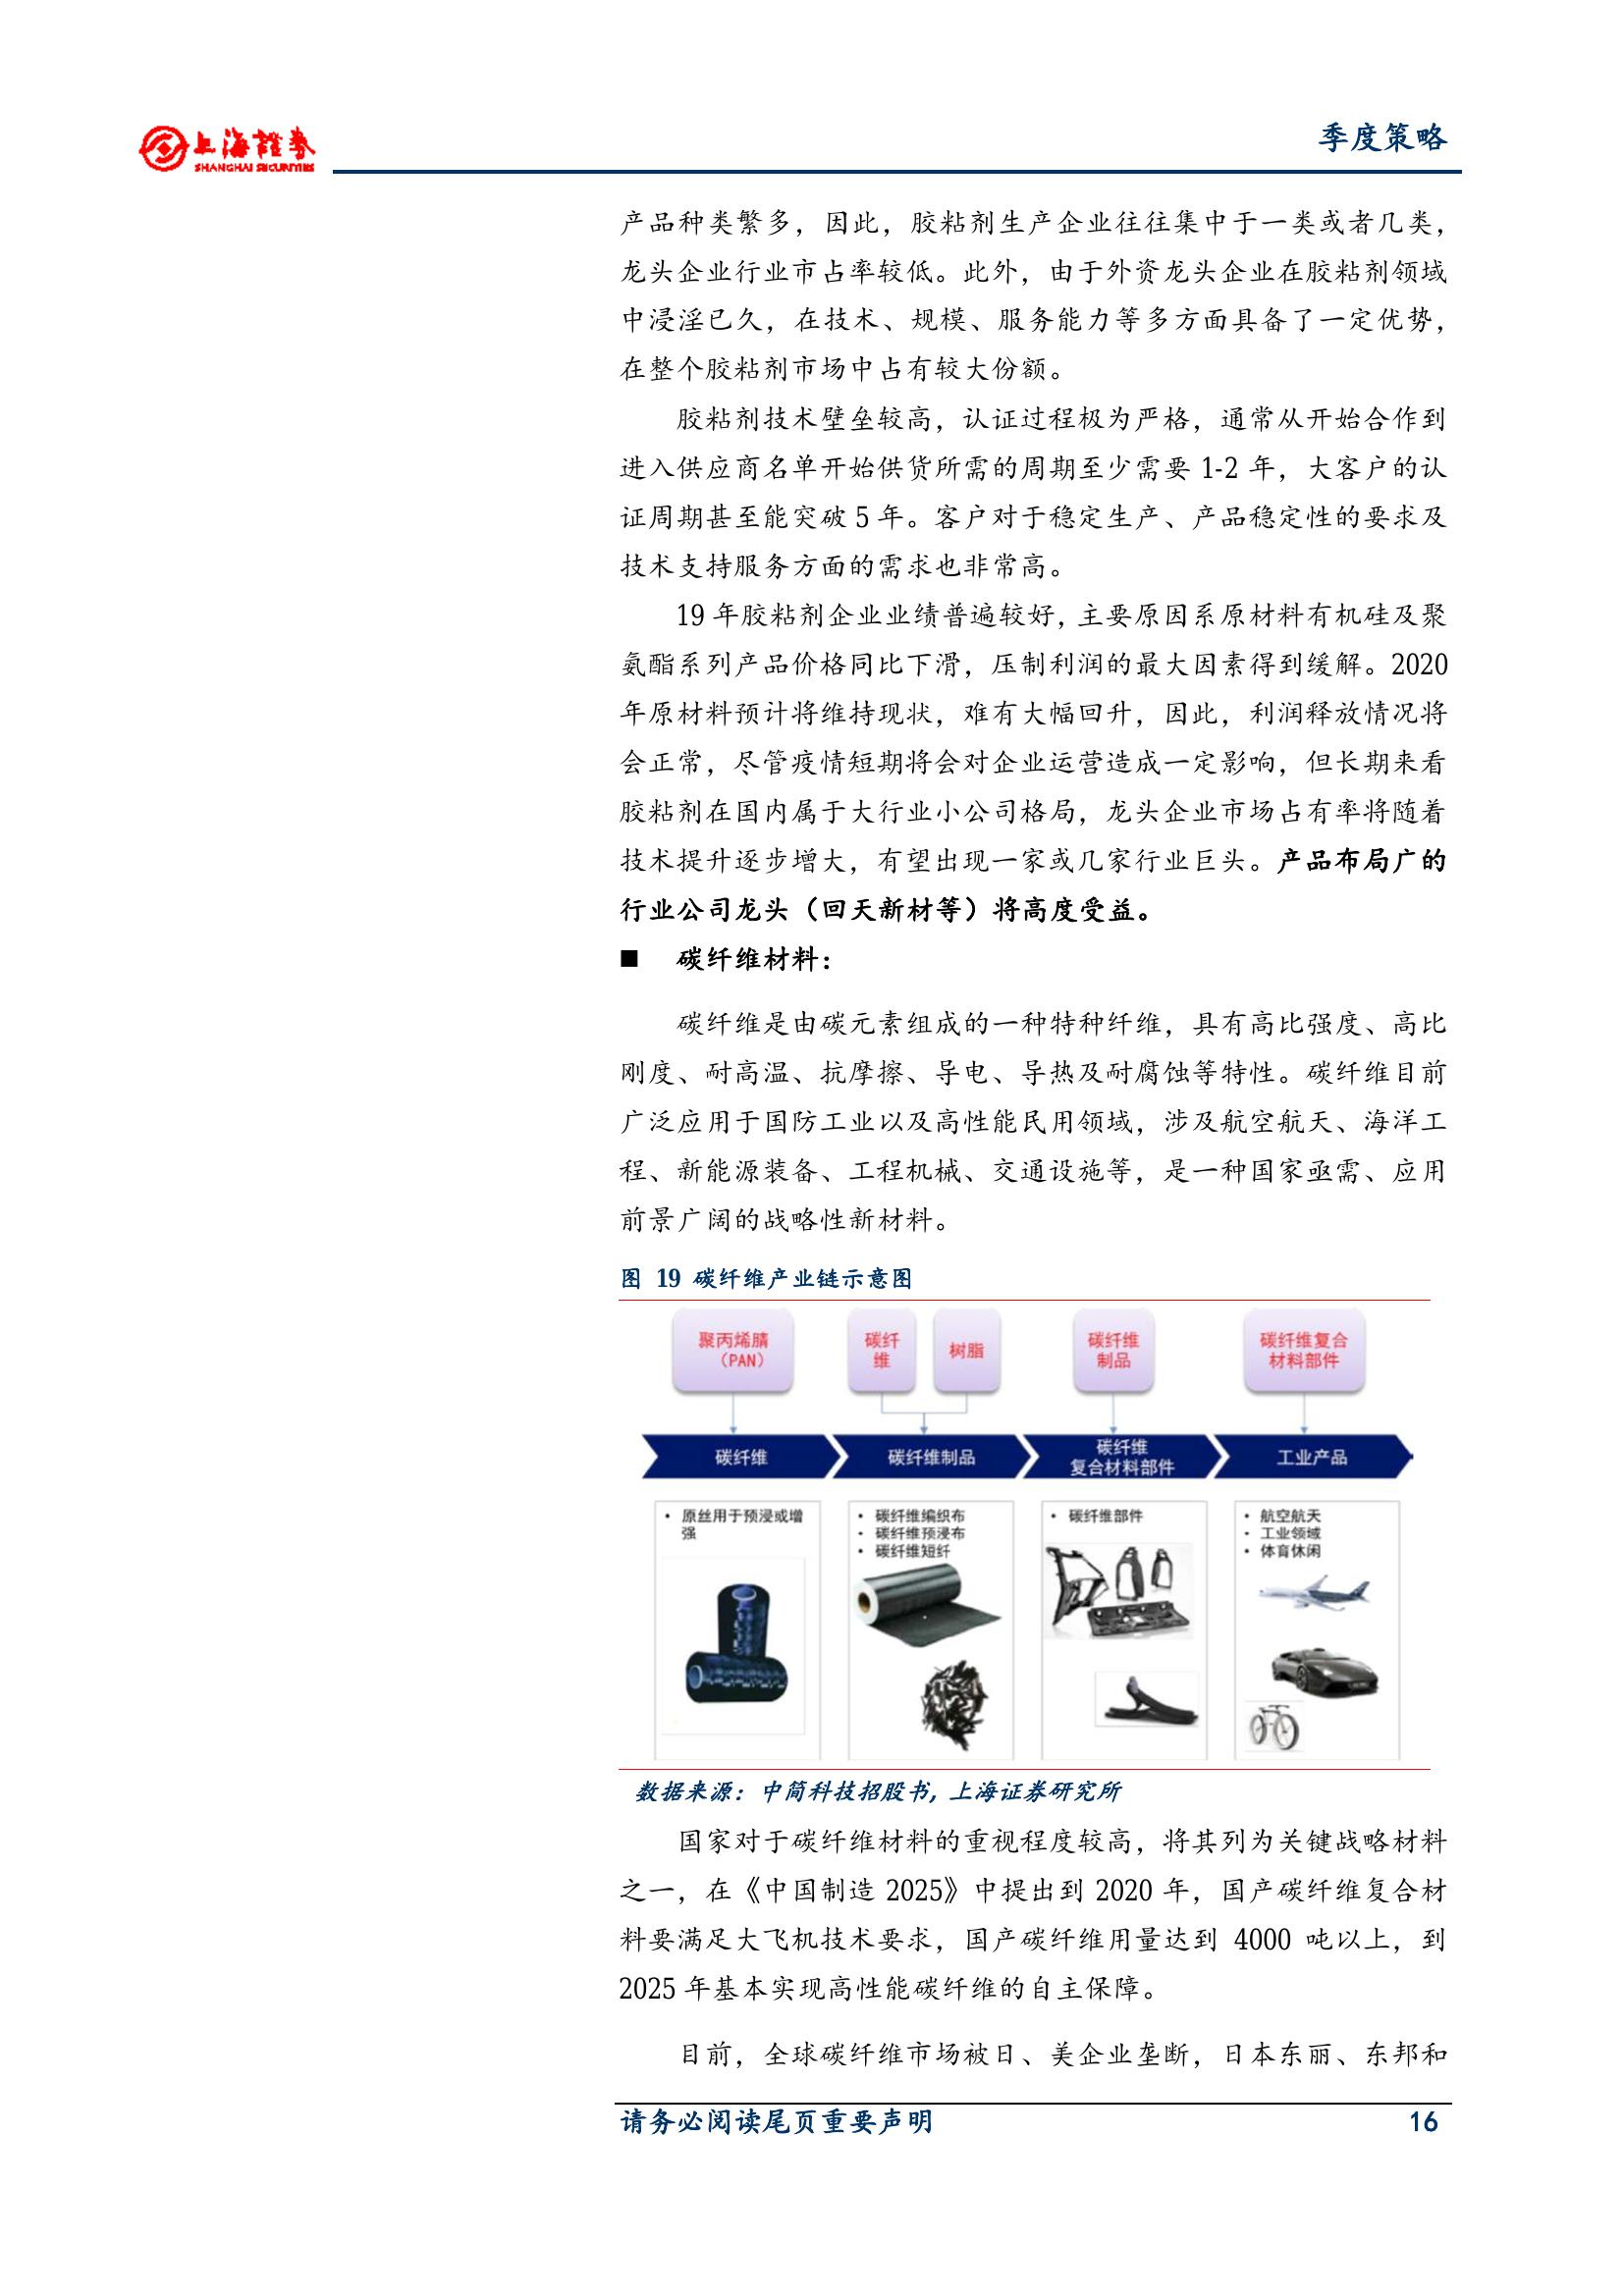 上海證券
SHANGHAI SECURITIES
季度策略
产品种类繁多，因此，胶粘剂生产企业往往集中于一类或者几类，
龙头企业行业市占率较低。此外，由于外资龙头企业在胶粘剂领域
中浸淫已久，在技术、规模、服务能力等多方面具备了一定优势，
在整个胶粘剂市场中占有较大份额。
胶粘剂技术壁垒较高，认证过程极为严格，通常从开始合作到
进入供应商名单开始供货所需的周期至少需要 1-2 年，大客户的认
证周期甚至能突破 5 年。客户对于稳定生产、产品稳定性的要求及
技术支持服务方面的需求也非常高。
19 年胶粘剂企业业绩普遍较好，主要原因系原材料有机硅及聚
氨酯系列产品价格同比下滑，压制利润的最大因素得到缓解。2020
年原材料预计将维持现状，难有大幅回升，因此，利润释放情况将
会正常，尽管疫情短期将会对企业运营造成一定影响，但长期来看
胶粘剂在国内属于大行业小公司格局，龙头企业市场占有率将随着
技术提升逐步增大，有望出现一家或几家行业巨头。产品布局广的
行业公司龙头（回天新材等）将高度受益。
■ 碳纤维材料：
碳纤维是由碳元素组成的一种特种纤维，具有高比强度、高比
刚度、耐高温、抗摩擦、导电、导热及耐腐蚀等特性。碳纤维目前
广泛应用于国防工业以及高性能民用领域，涉及航空航天、海洋工
程、新能源装备、工程机械、交通设施等，是一种国家亟需、应用
前景广阔的战略性新材料。
图 19 碳纤维产业链示意图
聚丙烯腈
（PAN）
碳纤
维
树脂
碳纤维
制品
碳纤维复合
材料部件
碳纤维
碳纤维制品
碳纤维
复合材料部件
工业产品
• 原丝用于预浸或增
强
• 碳纤维编织布
• 碳纤维预浸布
• 碳纤维短纤
• 碳纤维部件
• 航空航天
• 工业领域
• 体育休闲
数据来源：中简科技招股书, 上海证券研究所
国家对于碳纤维材料的重视程度较高，将其列为关键战略材料
之一，在《中国制造 2025》中提出到 2020 年，国产碳纤维复合材
料要满足大飞机技术要求，国产碳纤维用量达到 4000 吨以上，到
2025 年基本实现高性能碳纤维的自主保障。
目前，全球碳纤维市场被日、美企业垄断，日本东丽、东邦和
请务必阅读尾页重要声明
16